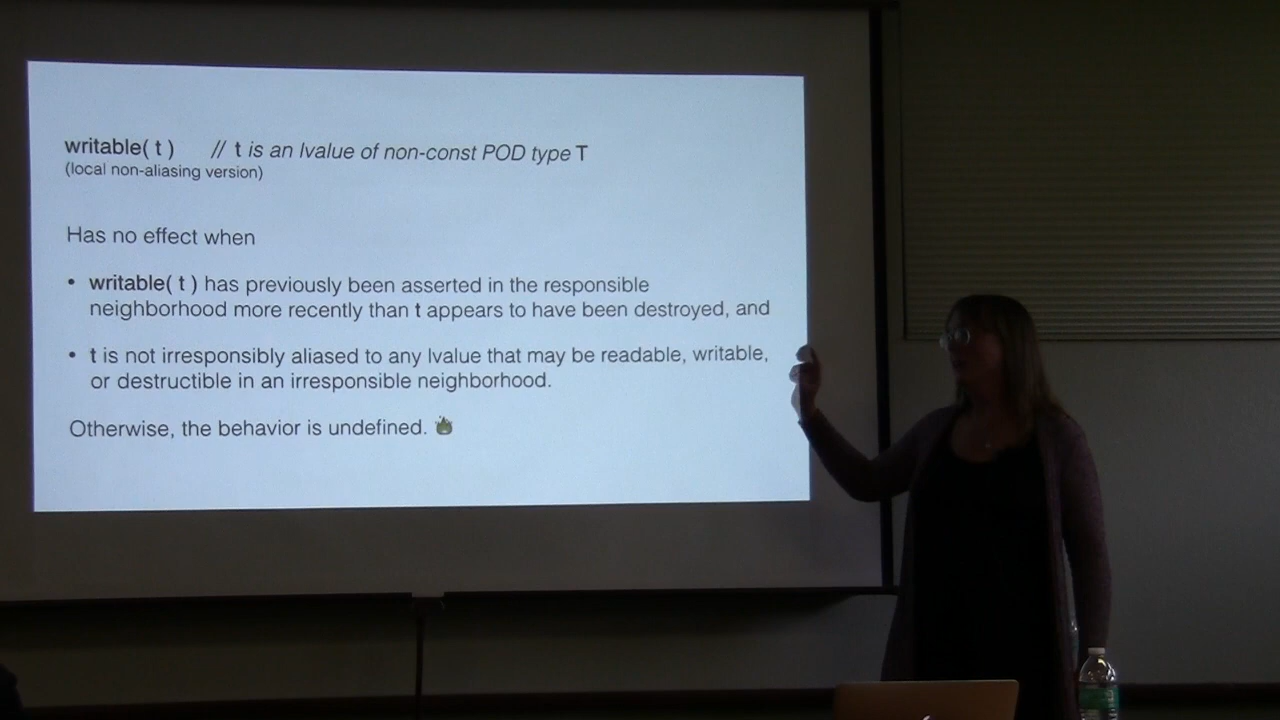 writable( t ) // t is an lvalue of non-const POD type T
(local non-aliasing version)
Has no effect when
• writable( t ) has previously been asserted in the responsible
neighborhood more recently than t appears to have been destroyed, and
• t is not irresponsibly aliased to any lvalue that may be readable, writable,
or destructible in an irresponsible neighborhood.
Otherwise, the behavior is undefined.